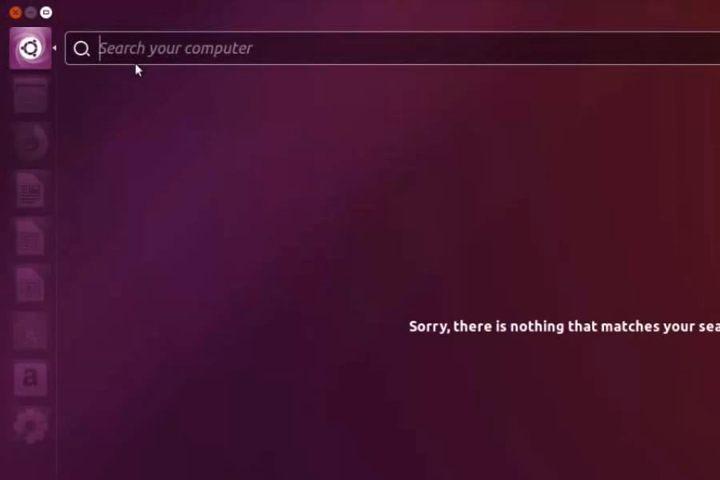 Search your computer
Sorry, there is nothing that matches your sea
a